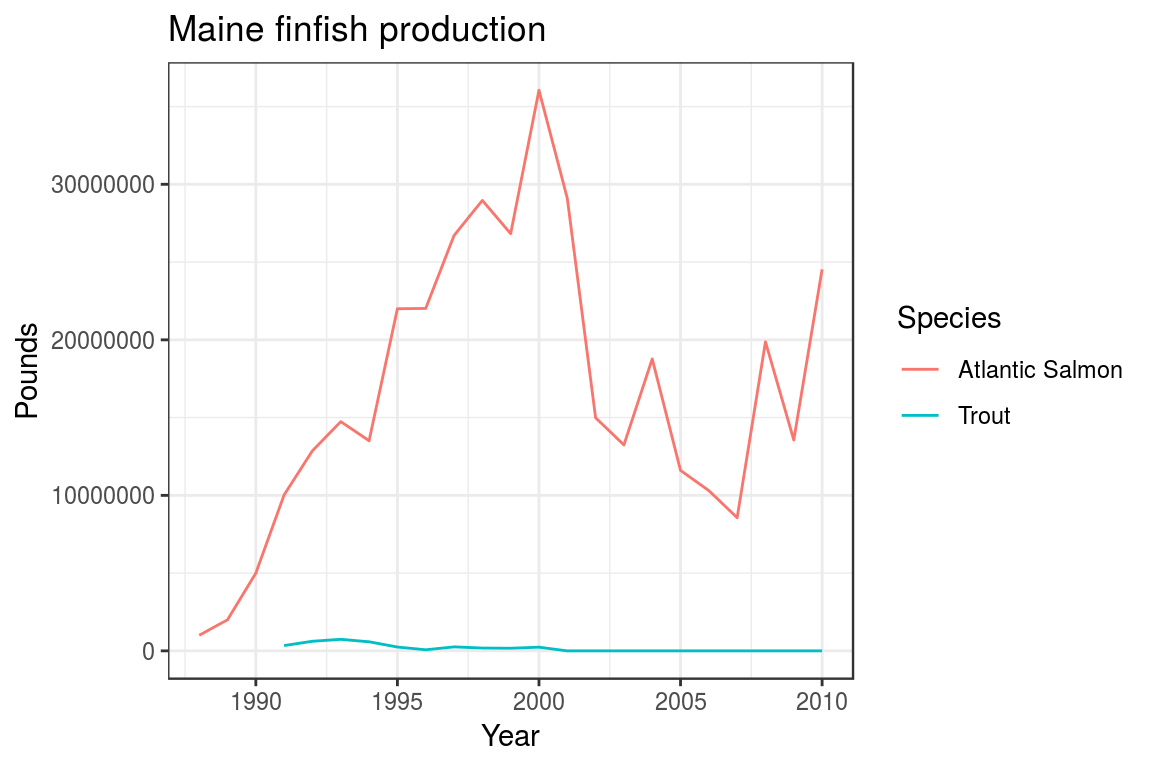 Maine finfish production
30000000
20000000
10000000
0
Pounds
1990 1995 2000 2005 2010
Year
Species
Atlantic Salmon
Trout